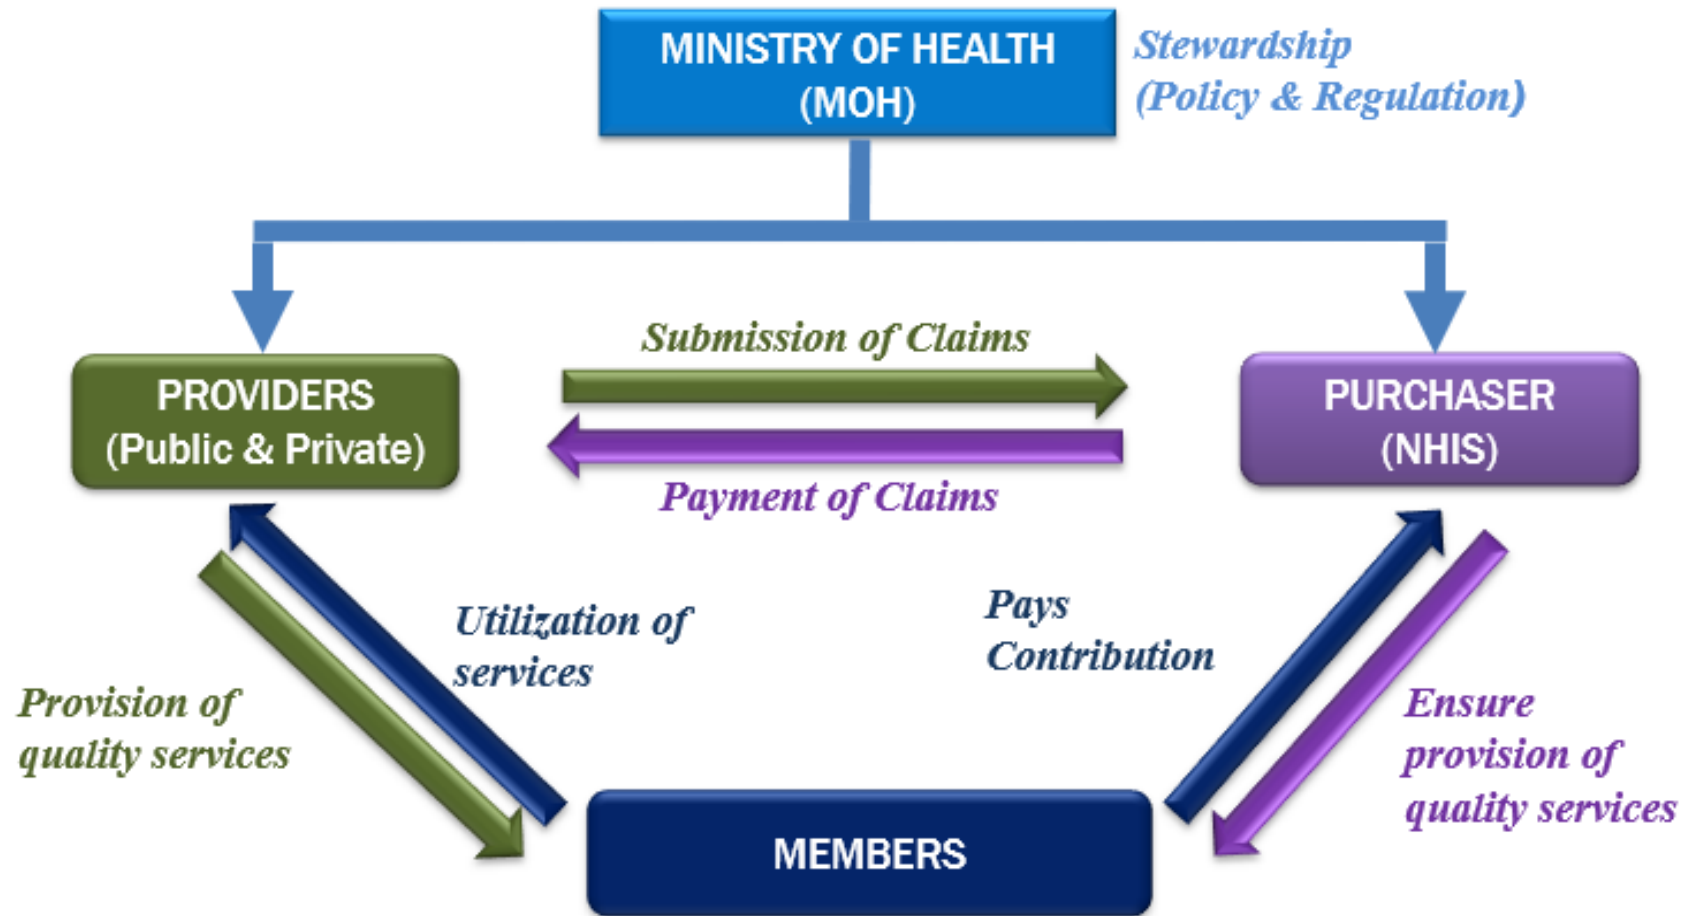 MINISTRY OF HEALTH
(MOH)
Stewardship
(Policy & Regulation)
Submission of Claims
PROVIDERS
(Public & Private)
PURCHASER
(NHIS)
Payment of Claims
Utilization of
services
Pays
Contribution
Provision of
quality services
Ensure
provision of
quality services
MEMBERS